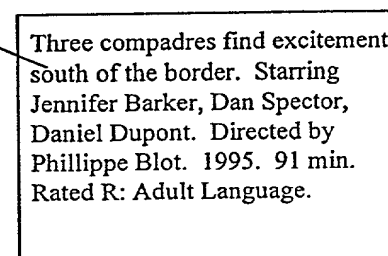 Three compadres find excitement
south of the border. Starring
Jennifer Barker, Dan Spector,
Daniel Dupont. Directed by
Phillippe Blot. 1995. 91 min.
Rated R: Adult Language.